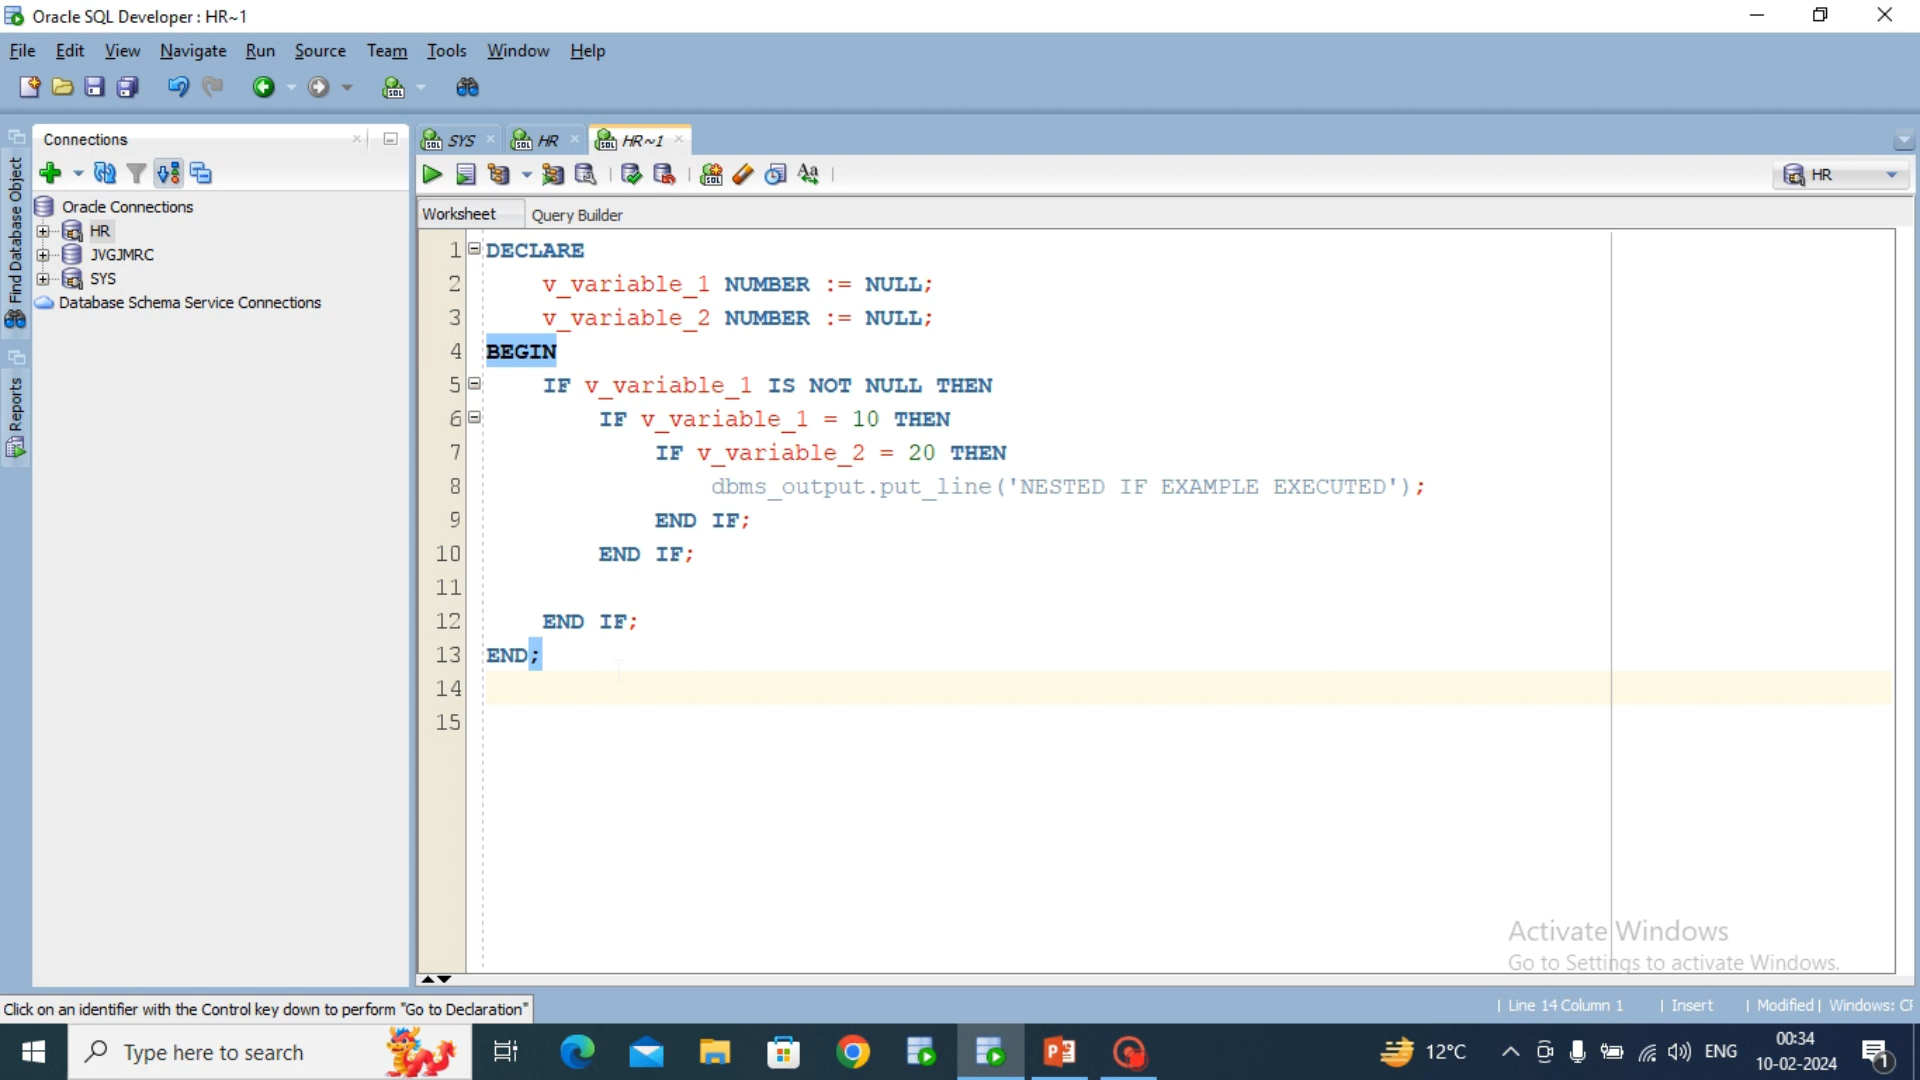 Oracle SQL Developer : HR~1
File Edit View Navigate Run Source Team Tools Window Help
Connections
SYS HR HR~1
HR
Find Database Object
Reports
Oracle Connections
HR
JVGJMRC
SYS
Database Schema Service Connections
Worksheet Query Builder
1 DECLARE
2 v_variable_1 NUMBER := NULL;
3 v_variable_2 NUMBER := NULL;
4 BEGIN
5 IF v_variable_1 IS NOT NULL THEN
6 IF v_variable_1 = 10 THEN
7 IF v_variable_2 = 20 THEN
8 dbms_output.put_line('NESTED IF EXAMPLE EXECUTED');
9 END IF;
10 END IF;
11
12 END IF;
13 END;
14
15
Activate Windows
Go to Settings to activate Windows.
Click on an identifier with the Control key down to perform "Go to Declaration"
| Line 14 Column 1 | Insert | Modified | Windows: CF
Type here to search
12°C
ENG
00:34
10-02-2024
1